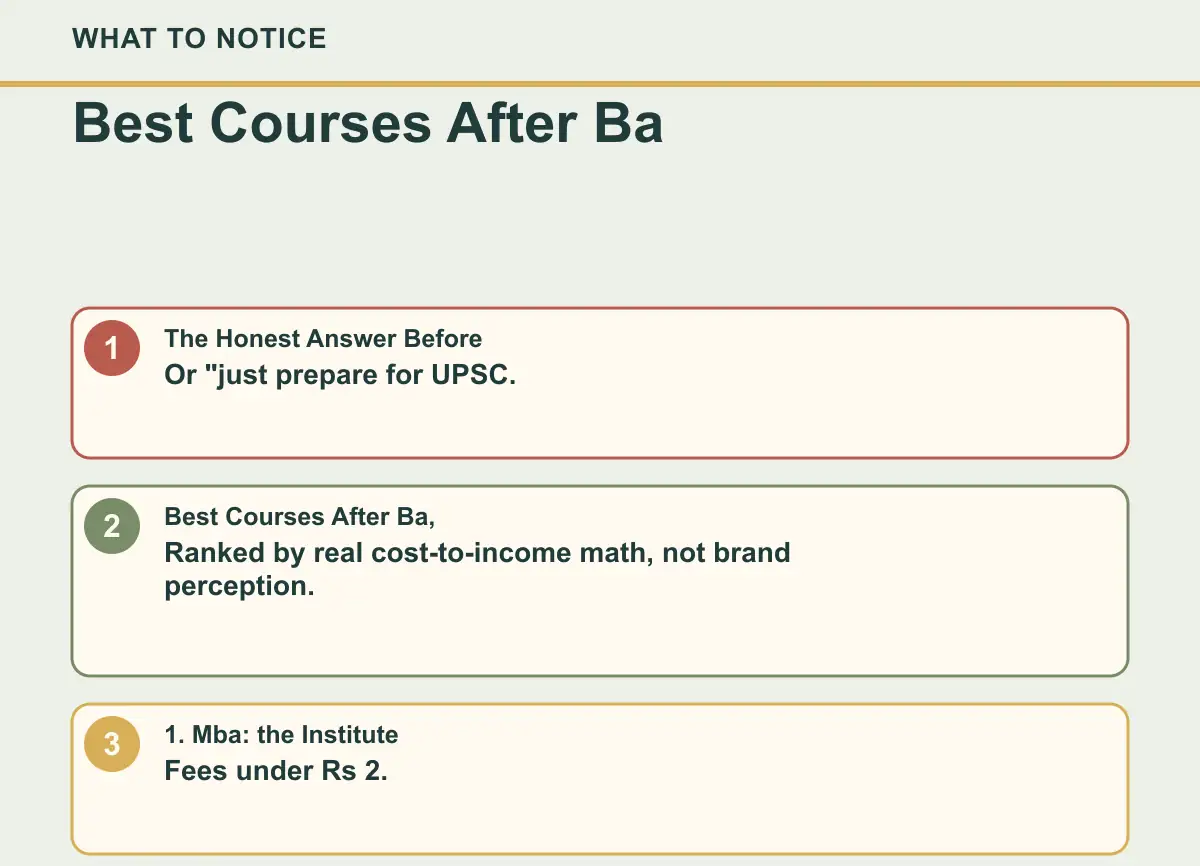 WHAT TO NOTICE
Best Courses After Ba
1
The Honest Answer Before
Or "just prepare for UPSC.
2
Best Courses After Ba,
Ranked by real cost-to-income math, not brand
perception.
3
1. Mba: the Institute
Fees under Rs 2.